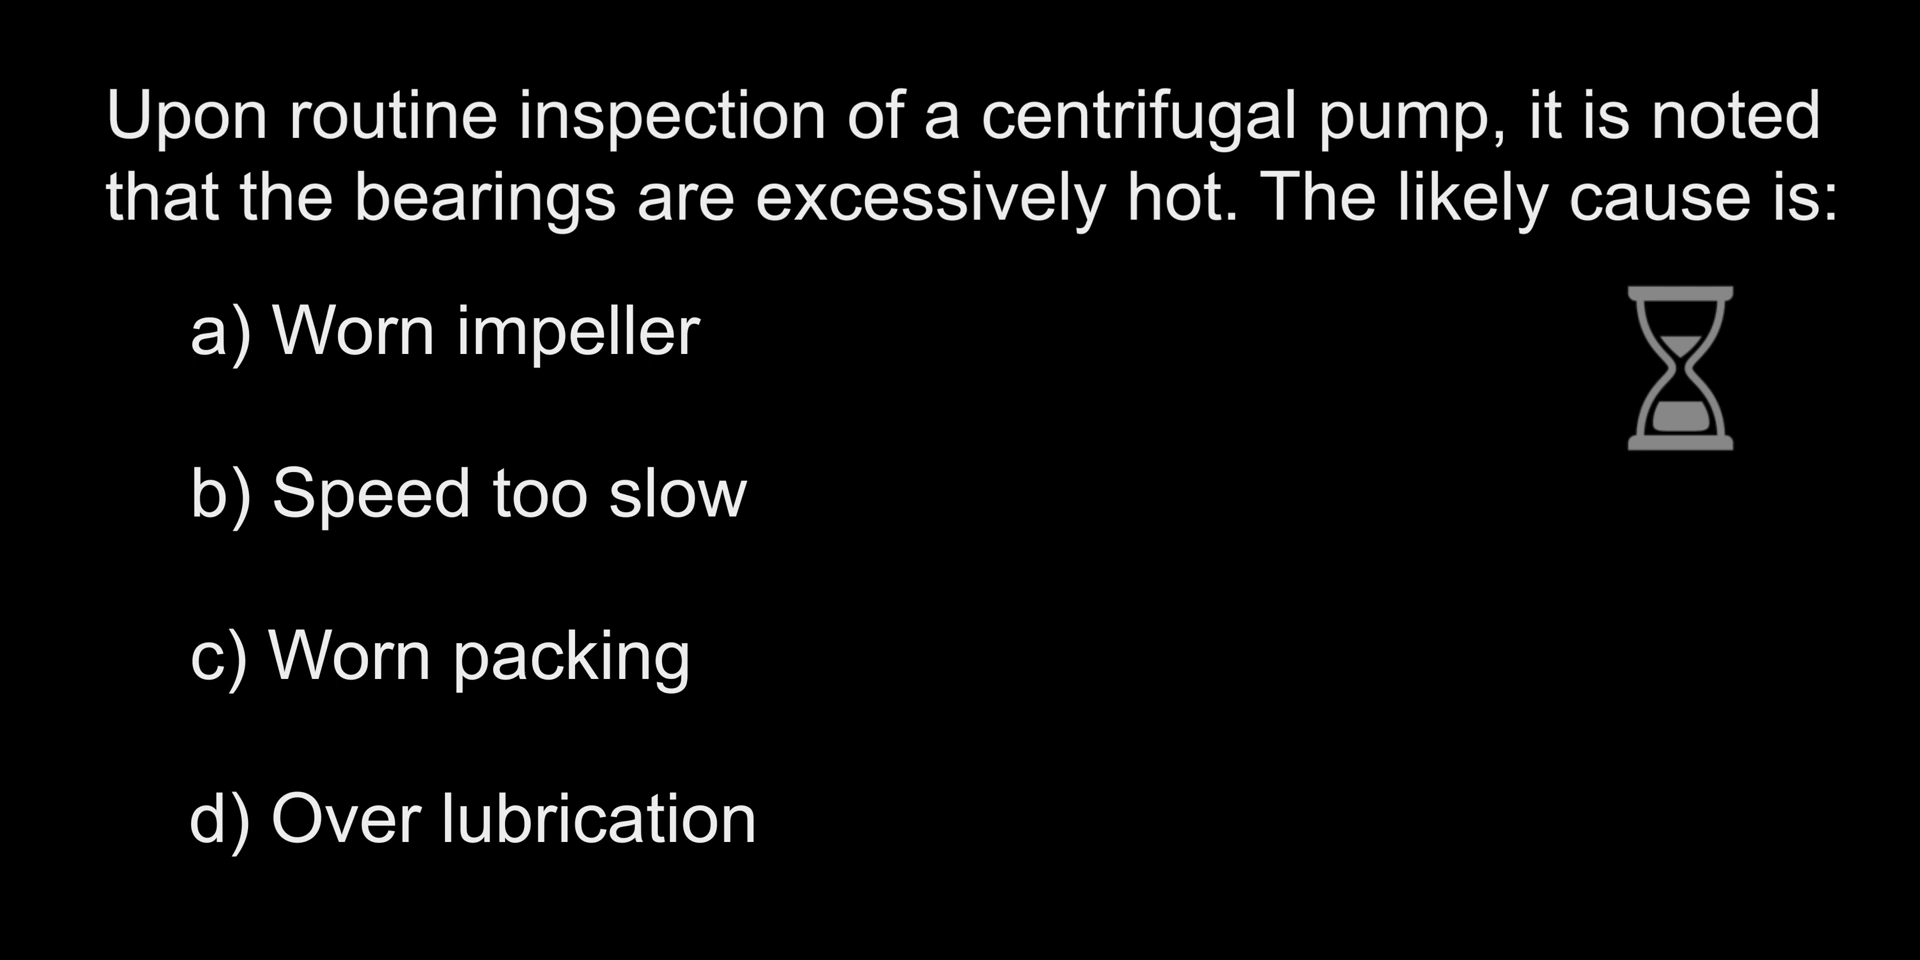 Upon routine inspection of a centrifugal pump, it is noted
that the bearings are excessively hot. The likely cause is:
a) Worn impeller
b) Speed too slow
c) Worn packing
d) Over lubrication